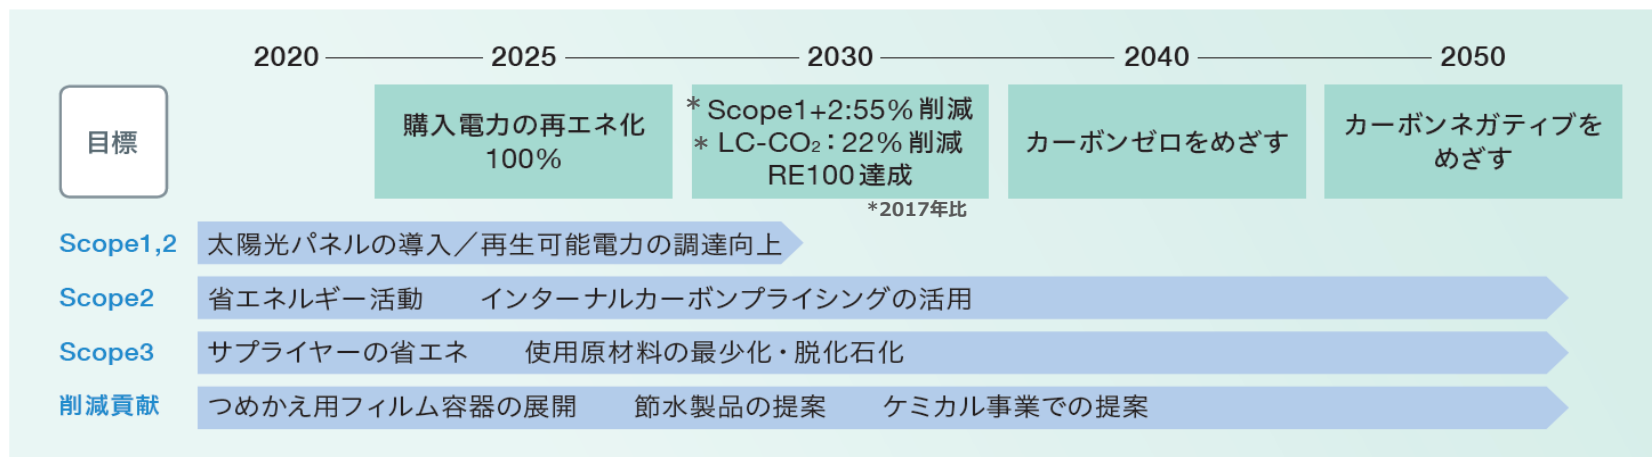 2020 2025 2030 2040 2050
目標
購入電力の再エネ化
100%
*Scope1+2:55%削減
* LC-CO₂:22%削減
RE100達成
カーボンゼロをめざす
カーボンネガティブを
めざす
*2017年比
Scope1,2 太陽光パネルの導入／再生可能電力の調達向上
Scope2 省エネルギー活動 インターナルカーボンプライシングの活用
Scope3 サプライヤーの省エネ 使用原材料の最少化・脱化石化
削減貢献 つめかえ用フィルム容器の展開 節水製品の提案 ケミカル事業での提案